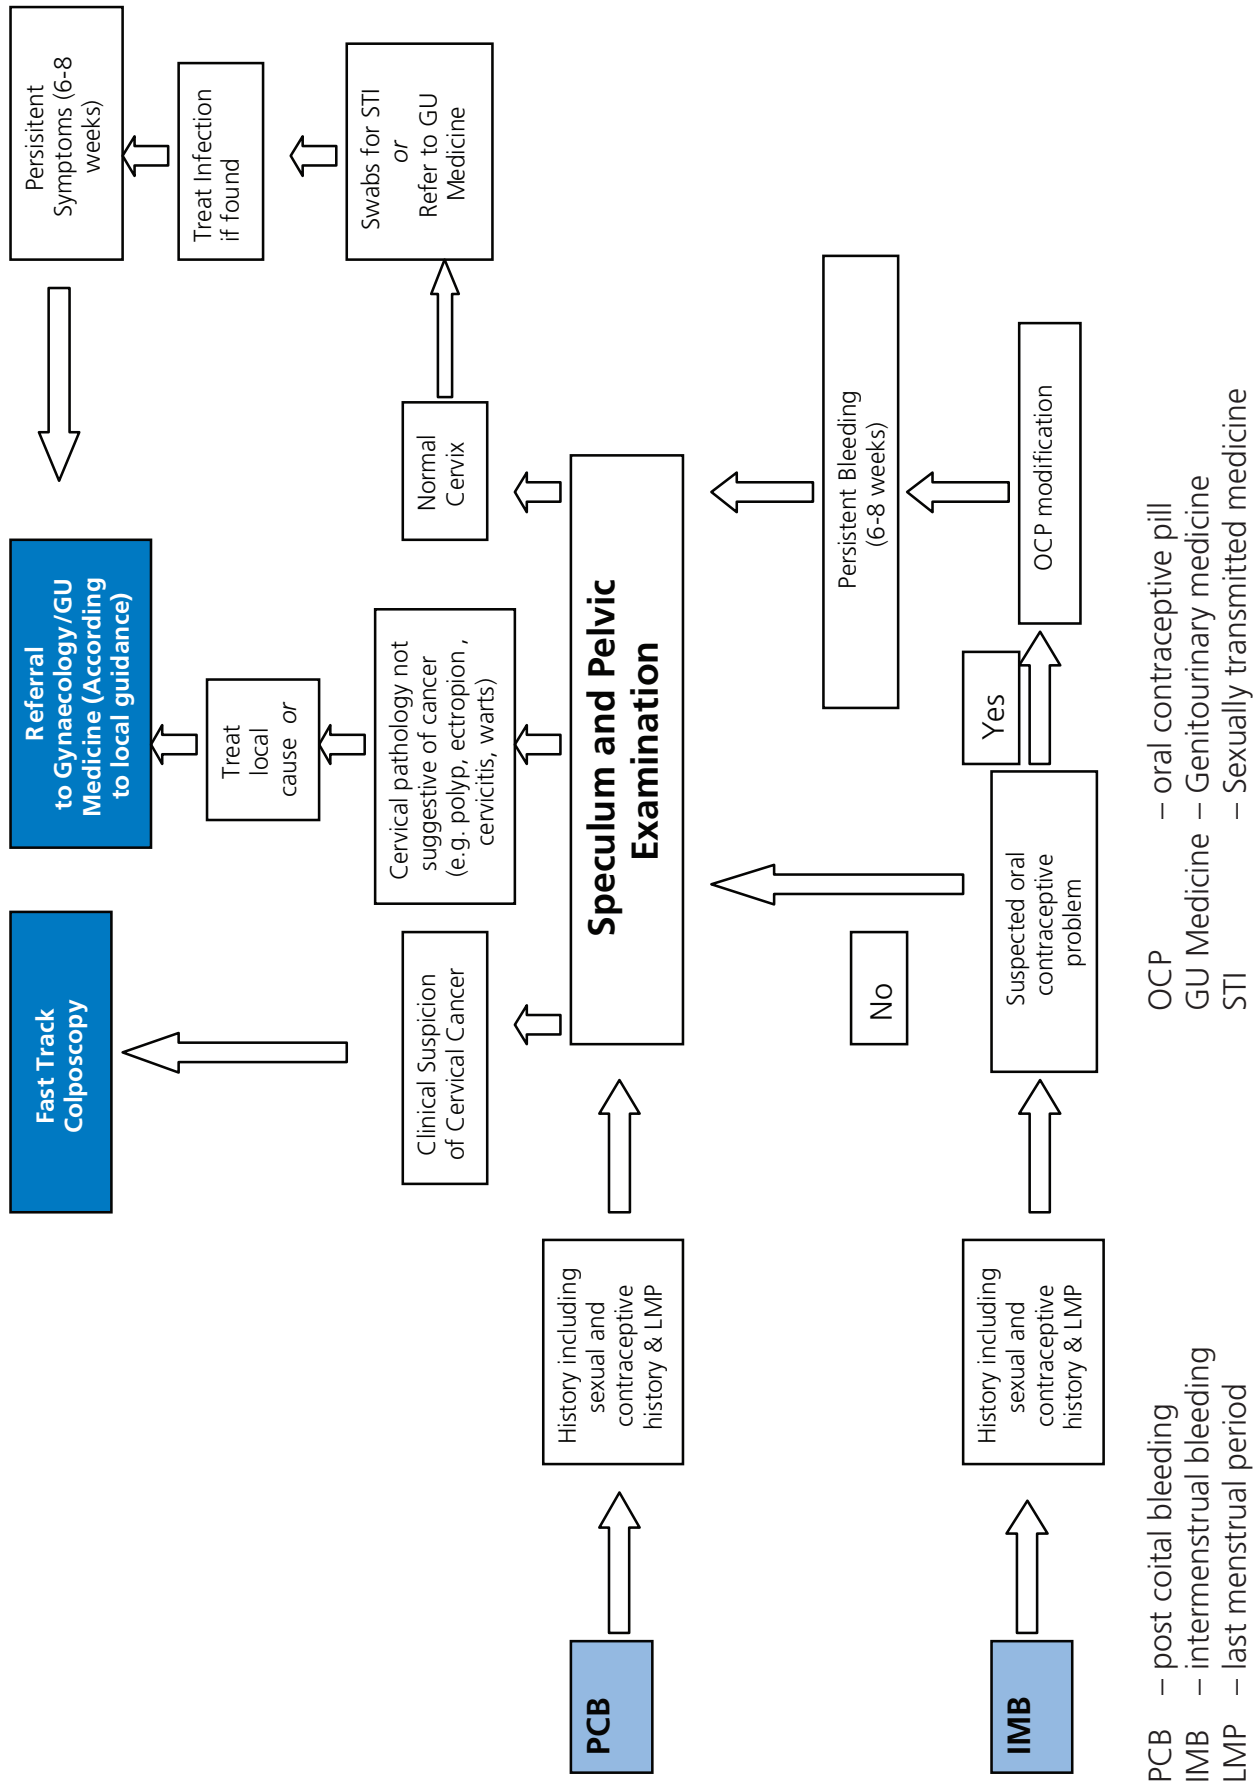 Fast Track
Colposcopy
Referral
to Gynaecology/GU
Medicine (According
to local guidance)
Persisitent
Symptoms (6-8
weeks)
Treat
local
cause or
Treat Infection
if found
Clinical Suspicion
of Cervical Cancer
Cervical pathology not
suggestive of cancer
(e.g. polyp, ectropion ,
cervicitis, warts)
Normal
Cervix
Swabs for STI
or
Refer to GU
Medicine
PCB
History including
sexual and
contraceptive
history & LMP
Speculum and Pelvic
Examination
No
Persistent Bleeding
(6-8 weeks)
IMB
History including
sexual and
contraceptive
history & LMP
Suspected oral
contraceptive
problem
Yes
OCP modification
PCB – post coital bleeding
IMB – intermenstrual bleeding
LMP – last menstrual period
OCP – oral contraceptive pill
GU Medicine – Genitourinary medicine
STI – Sexually transmitted medicine